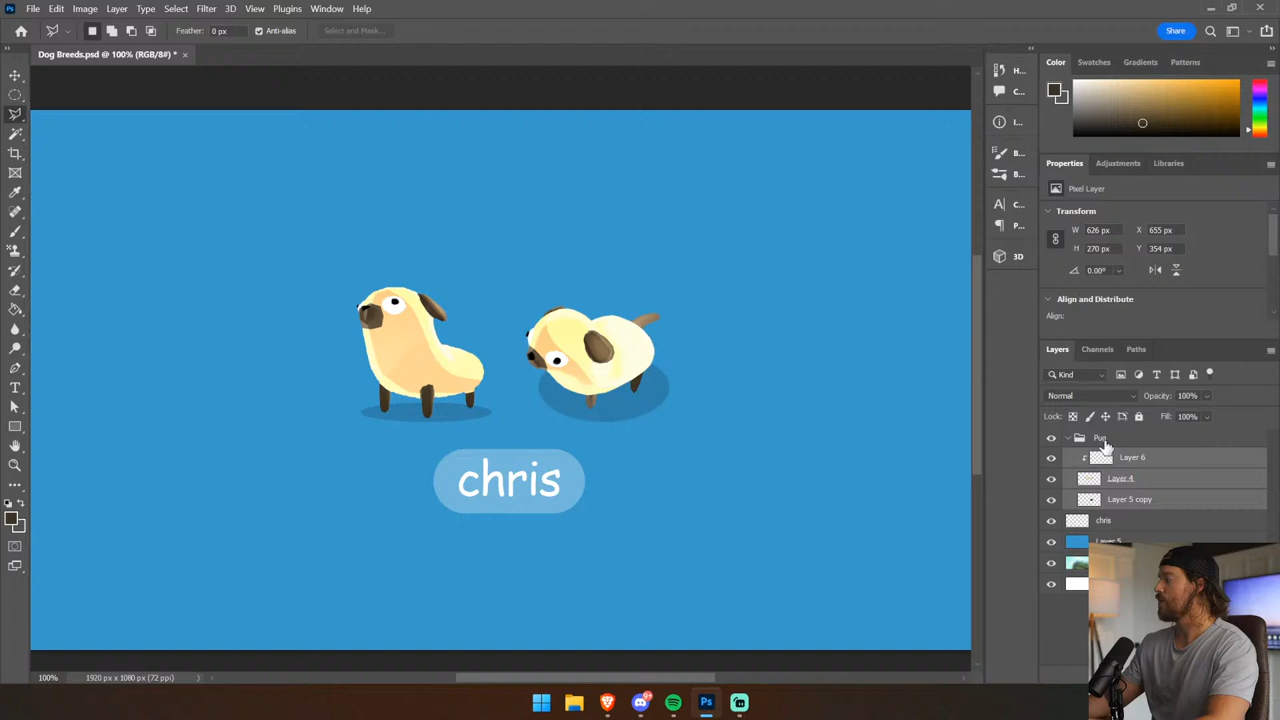 Ps File Edit Image Layer Type Select Filter 3D View Plugins Window Help
Feather: 0 px Anti-alias Select and Mask... Share
Dog Breeds.psd @ 100% (RGB/8#) *
H... Color Swatches Gradients Patterns
C...
I...
B... Properties Adjustments Libraries
B... Pixel Layer
C... Transform
P... W 626 px X 655 px
H 270 px Y 354 px
3D 0.00°
Align and Distribute
Align:
Layers Channels Paths
Kind
Normal Opacity: 100%
Lock: Fill: 100%
Layer 6
Layer 4
Layer 5 copy
chris
Layer 5
chris
100% 1920 px x 1080 px (72 ppi)
Ps